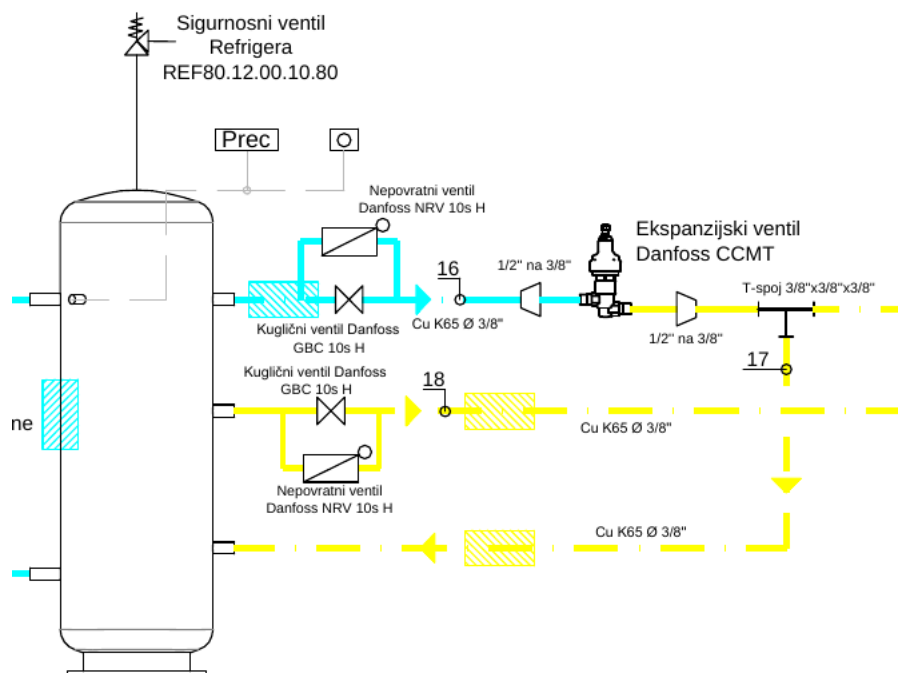 Sigurnosni ventil
Refrigera
REF80.12.00.10.80
Prec
Nepovratni ventil
Danfoss NRV 10s H
Ekspanzijski ventil
Danfoss CCMT
16
1/2" na 3/8"
T-spoj 3/8"x3/8"x3/8"
Cu K65 Ø 3/8"
Kuglični ventil Danfoss
GBC 10s H
1/2" na 3/8"
17
Kuglični ventil Danfoss
GBC 10s H
18
ne
Cu K65 Ø 3/8"
Nepovratni ventil
Danfoss NRV 10s H
Cu K65 Ø 3/8"